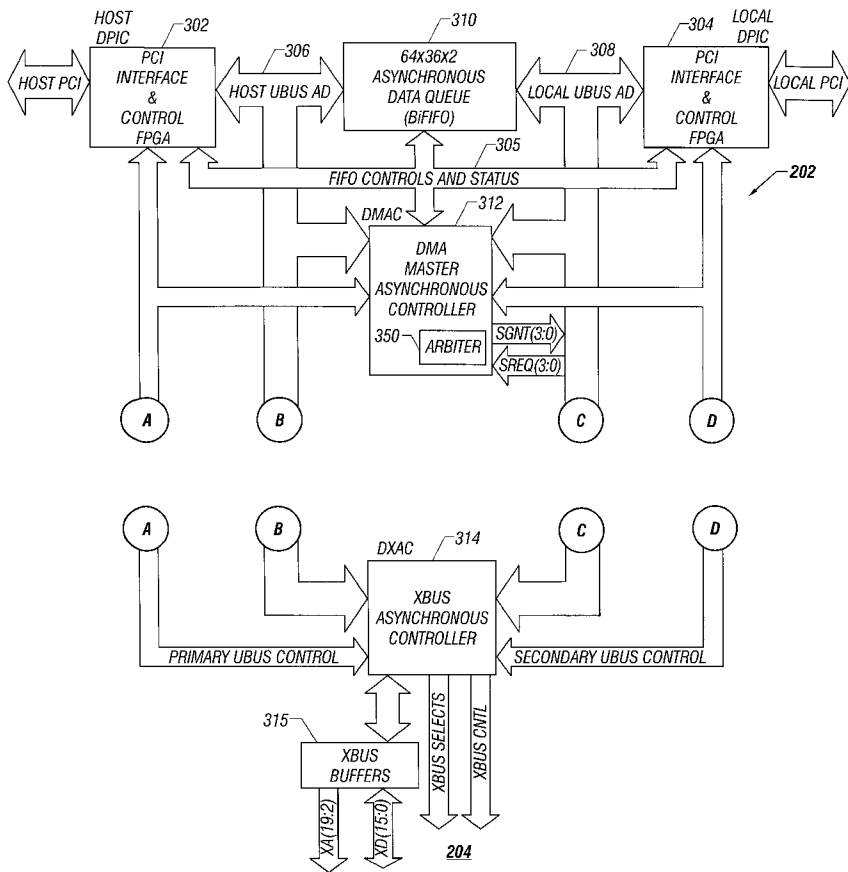 HOST DPIC
302
310
304
LOCAL DPIC
HOST PCI
PCI
INTERFACE
&
CONTROL
FPGA
306
HOST UBUS AD
64x36x2
ASYNCHRONOUS
DATA QUEUE
(BiFIFO)
308
LOCAL UBUS AD
PCI
INTERFACE
&
CONTROL
FPGA
LOCAL PCI
305
FIFO CONTROLS AND STATUS
202
DMAC
312
DMA
MASTER
ASYNCHRONOUS
CONTROLLER
350
ARBITER
SGNT(3:0)
SREQ(3:0)
A
B
C
D
A
B
C
D
DXAC
314
XBUS
ASYNCHRONOUS
CONTROLLER
PRIMARY UBUS CONTROL
SECONDARY UBUS CONTROL
315
XBUS
BUFFERS
XBUS SELECTS
XBUS CNTL
XA(19:2)
XD(15:0)
204